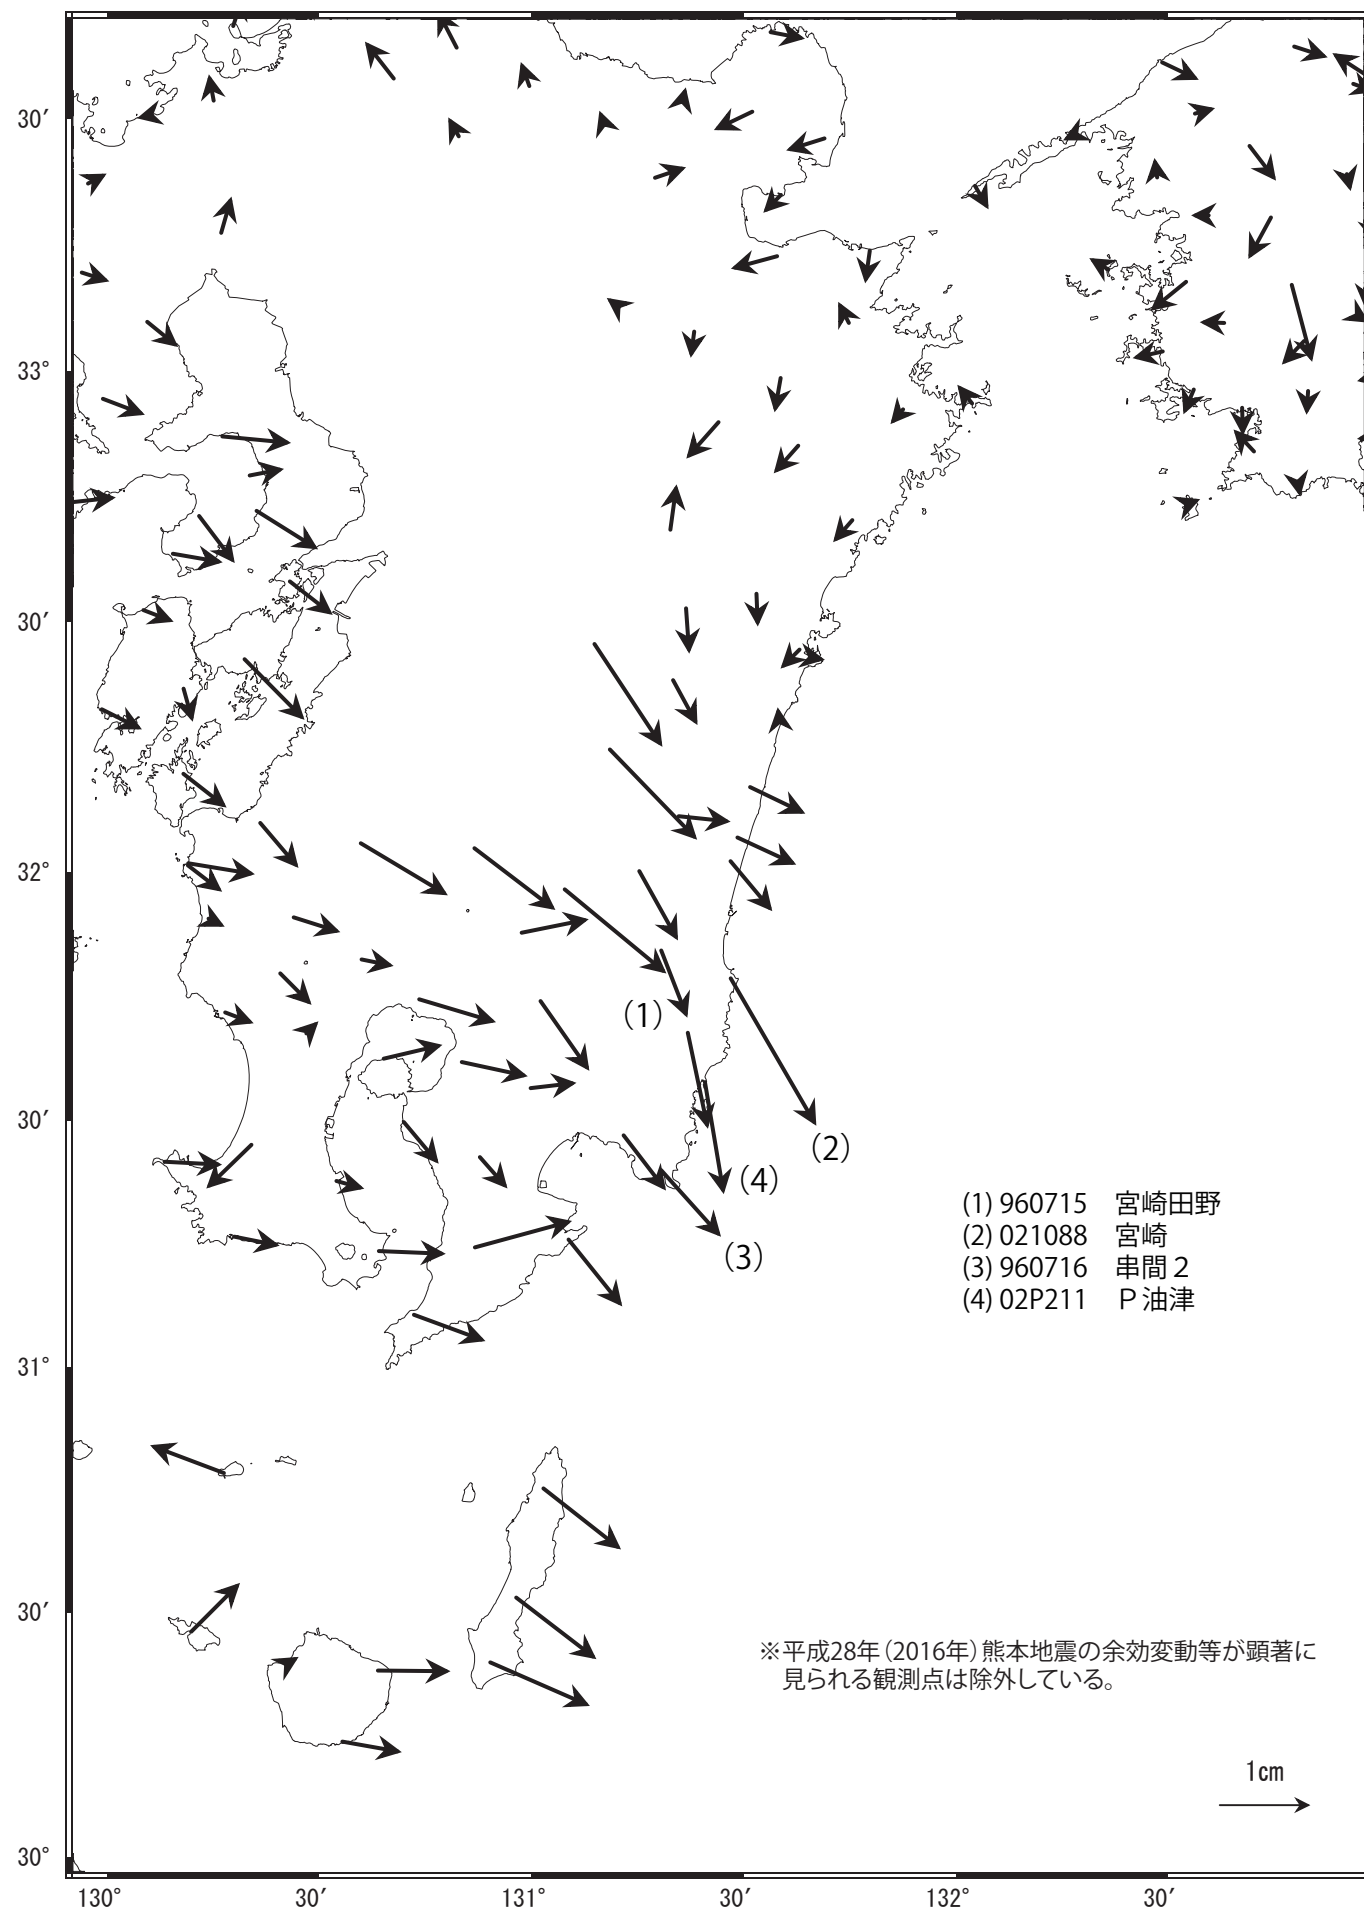 30′
33°
30′
32°
(1)
30′
(2)
(4)
(3)
(1) 960715 宮崎田野
(2) 021088 宮崎
(3) 960716 串間２
(4) 02P211 Ｐ油津
31°
30′
※平成28年（2016年）熊本地震の余効変動等が顕著に
見られる観測点は除外している。
1cm
30°
130° 30′ 131° 30′ 132° 30′